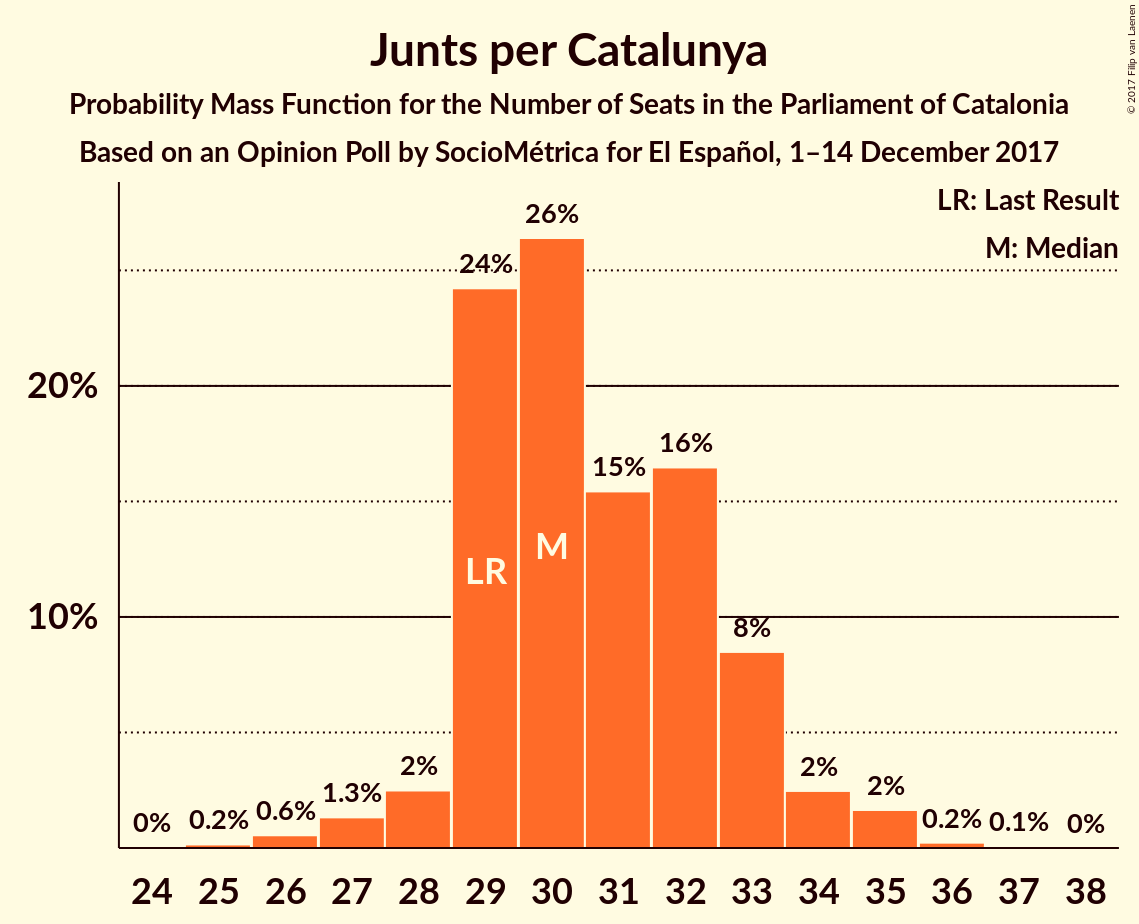 Junts per Catalunya
Probability Mass Function for the Number of Seats in the Parliament of Catalonia
Based on an Opinion Poll by SocioMétrica for El Español, 1–14 December 2017
© 2017 Filip van Laenen
LR: Last Result
M: Median
26%
24%
20%
16%
15%
M
LR
10%
8%
2%
2%
2%
1.3%
0.6%
0.2%
0%
0.2%
0.1%
0%
24 25 26 27 28 29 30 31 32 33 34 35 36 37 38